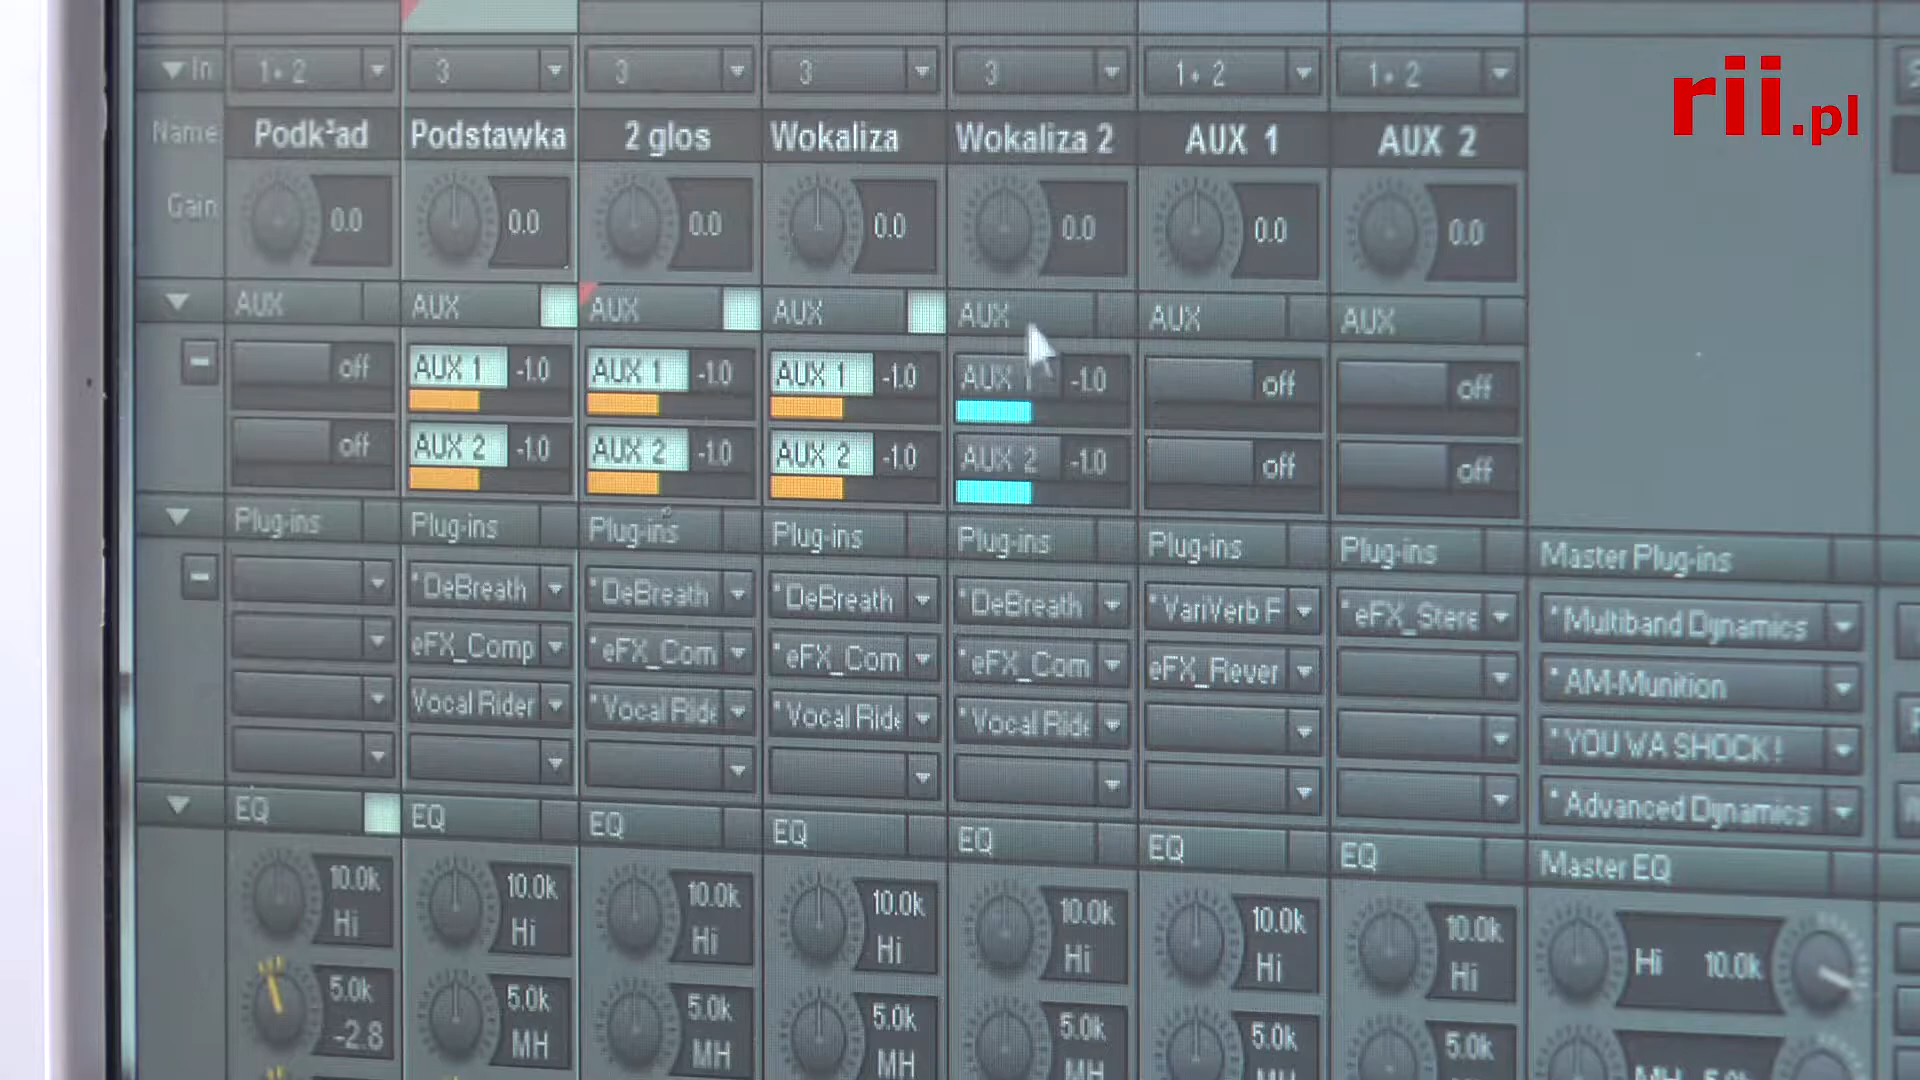 rii.pl
In 1+2 3 3 3 3 1+2 1+2
Name Podk³ad Podstawka 2 glos Wokaliza Wokaliza 2 AUX 1 AUX 2
Gain 0.0 0.0 0.0 0.0 0.0 0.0 0.0
AUX AUX AUX AUX AUX AUX AUX
off AUX 1 -1.0 AUX 1 -1.0 AUX 1 -1.0 AUX 1 -1.0 off off
off AUX 2 -1.0 AUX 2 -1.0 AUX 2 -1.0 AUX 2 -1.0 off off
Plug-ins Plug-ins Plug-ins Plug-ins Plug-ins Plug-ins Plug-ins Master Plug-ins
* DeBreath * DeBreath * DeBreath * DeBreath * VariVerb F * eFX_Stere * Multiband Dynamics
eFX_Comp * eFX_Com * eFX_Com * eFX_Com eFX_Rever * AM-Munition
Vocal Rider * Vocal Ride * Vocal Ride * Vocal Ride * YOU WA SHOCK !
* Advanced Dynamics
EQ EQ EQ EQ EQ EQ EQ Master EQ
10.0k 10.0k 10.0k 10.0k 10.0k 10.0k 10.0k
Hi Hi Hi Hi Hi Hi Hi Hi 10.0k
5.0k 5.0k 5.0k 5.0k 5.0k 5.0k 5.0k
-2.8 MH MH MH MH MH MH 5.0k